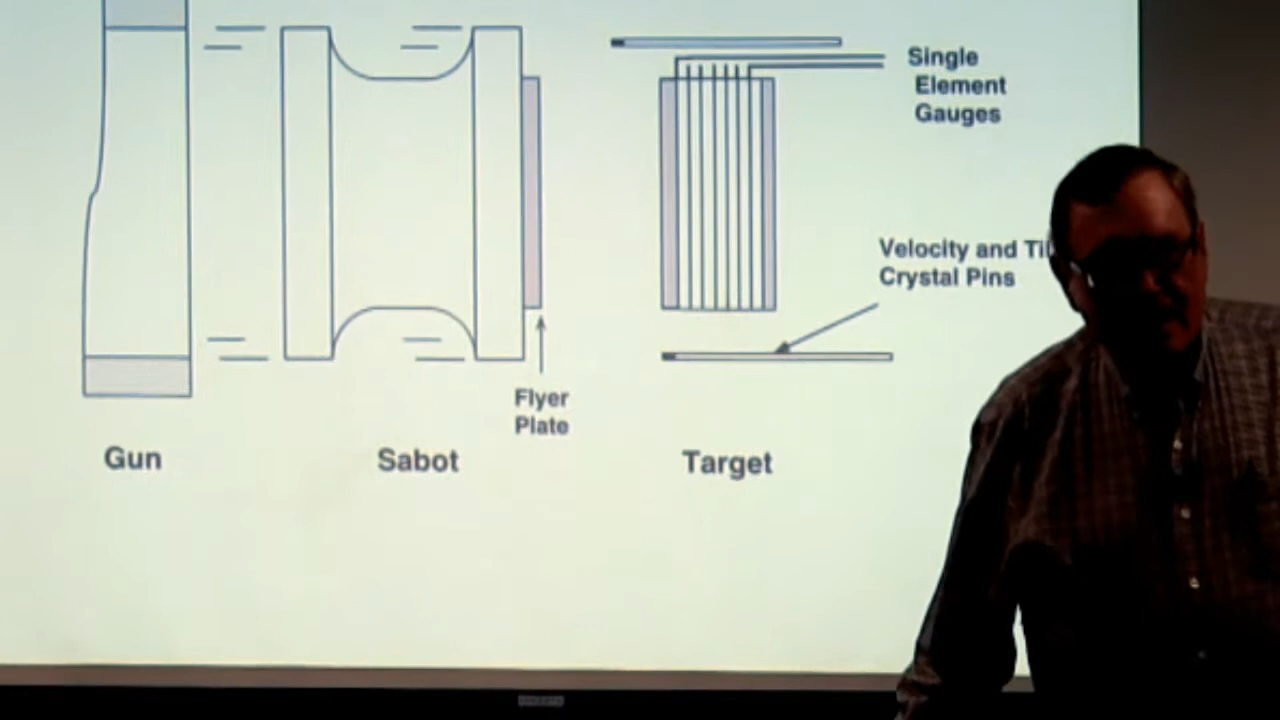 Single
Element
Gauges
Velocity and
Crystal Pins
Flyer
Plate
Gun
Sabot
Target